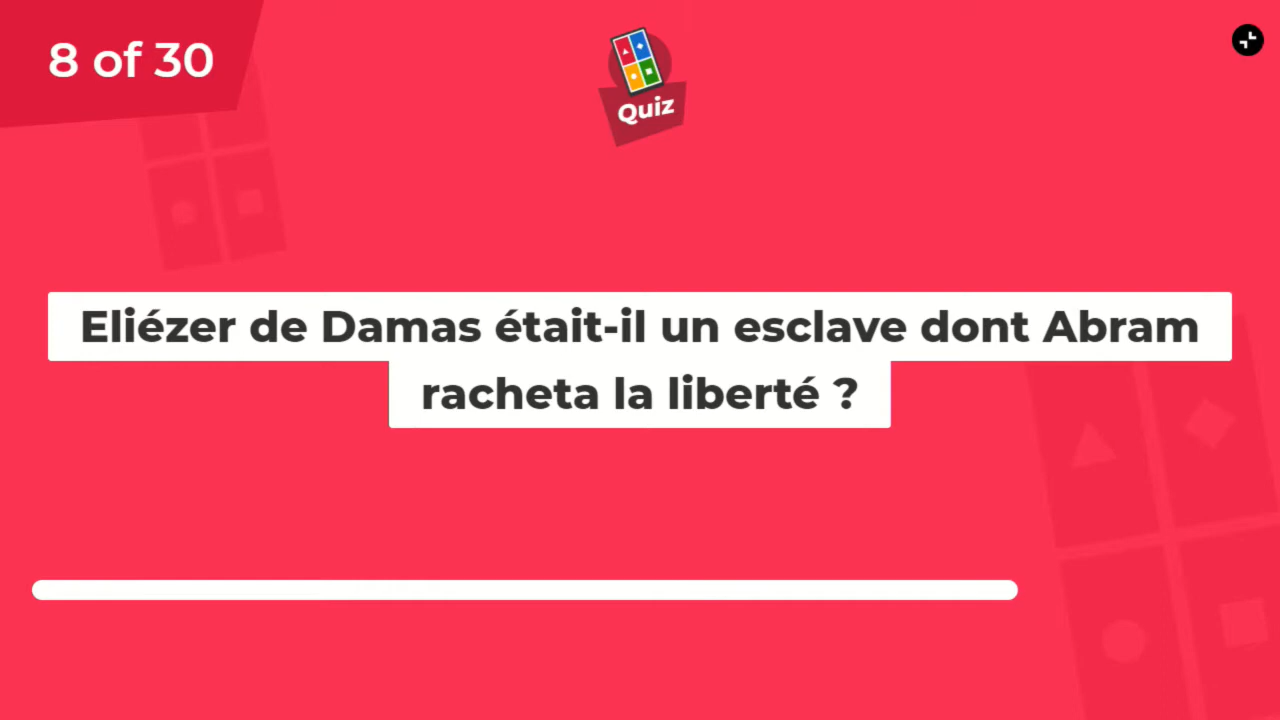 8 of 30
Quiz
Eliézer de Damas était-il un esclave dont Abram
racheta la liberté ?